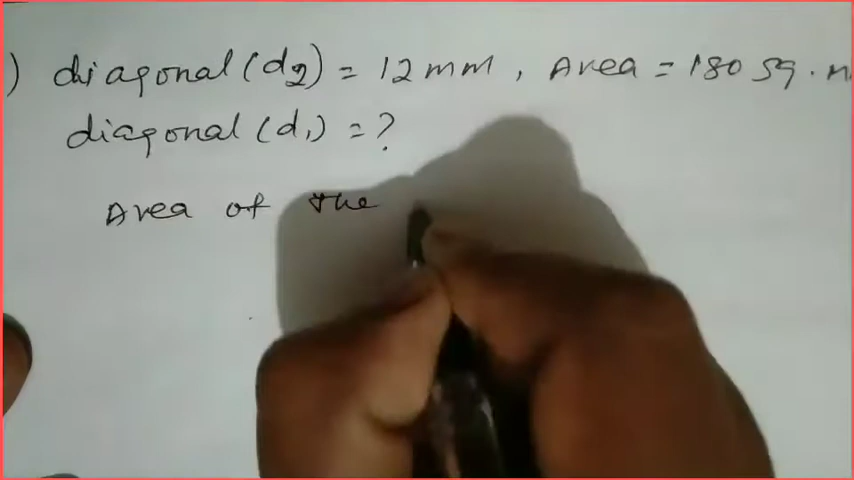 ) diagonal (d2) = 12 mm, Area = 180 sq. m
diagonal (d1) = ?
Area of the